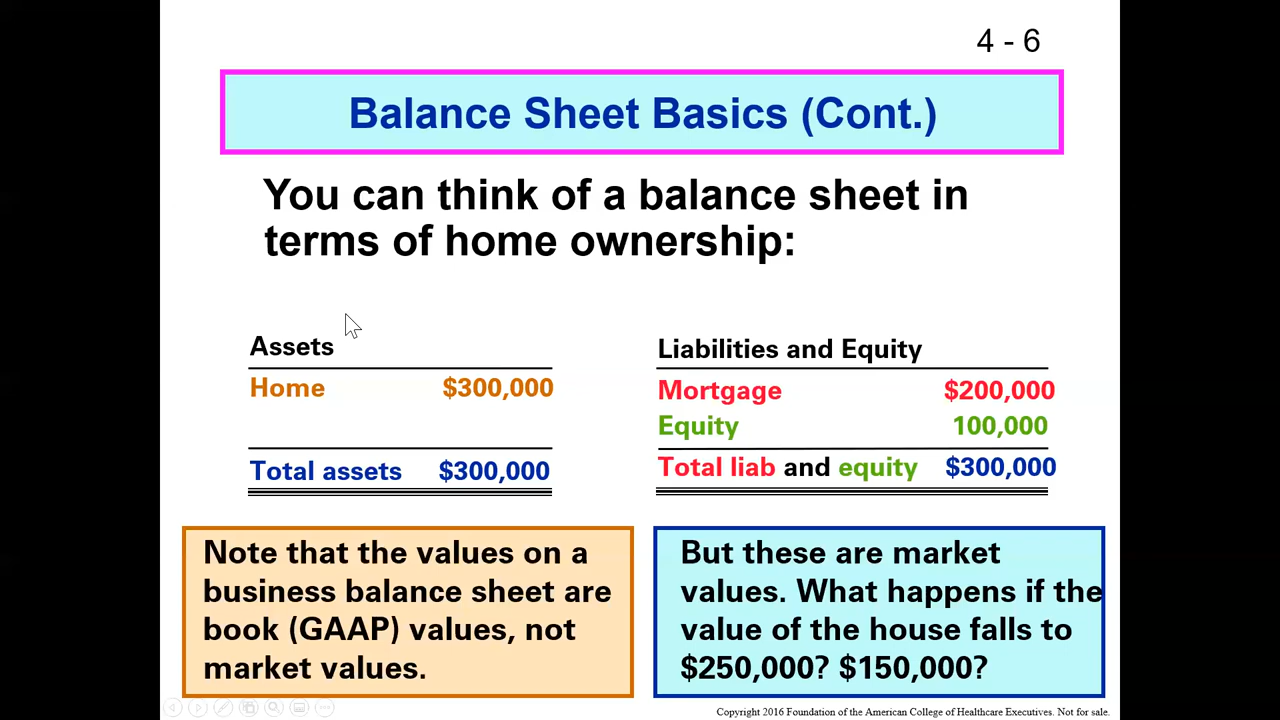 4 - 6
Balance Sheet Basics (Cont.)
You can think of a balance sheet in
terms of home ownership:
Assets
Home $300,000
Total assets $300,000
Liabilities and Equity
Mortgage $200,000
Equity 100,000
Total liab and equity $300,000
Note that the values on a
business balance sheet are
book (GAAP) values, not
market values.
But these are market
values. What happens if the
value of the house falls to
$250,000? $150,000?
Copyright 2016 Foundation of the American College of Healthcare Executives. Not for sale.